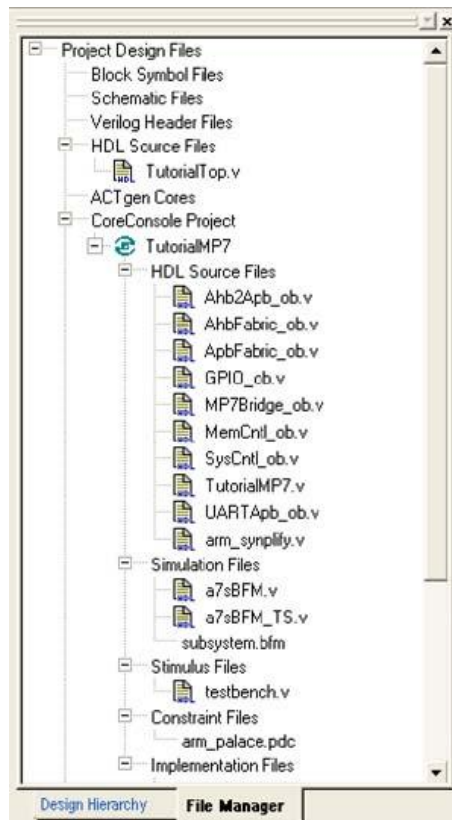 Project Design Files
Block Symbol Files
Schematic Files
Verilog Header Files
HDL Source Files
TutorialTop.v
ACTgen Cores
CoreConsole Project
TutorialMP7
HDL Source Files
Ahb2Apb_ob.v
AhbFabric_ob.v
ApbFabric_ob.v
GPIO_ob.v
MP7Bridge_ob.v
MemCntl_ob.v
SysCntl_ob.v
TutorialMP7.v
UARTApb_ob.v
arm_synplify.v
Simulation Files
a7sBFM.v
a7sBFM_TS.v
subsystem.bfm
Stimulus Files
testbench.v
Constraint Files
arm_palace.pdc
Implementation Files
Design Hierarchy File Manager